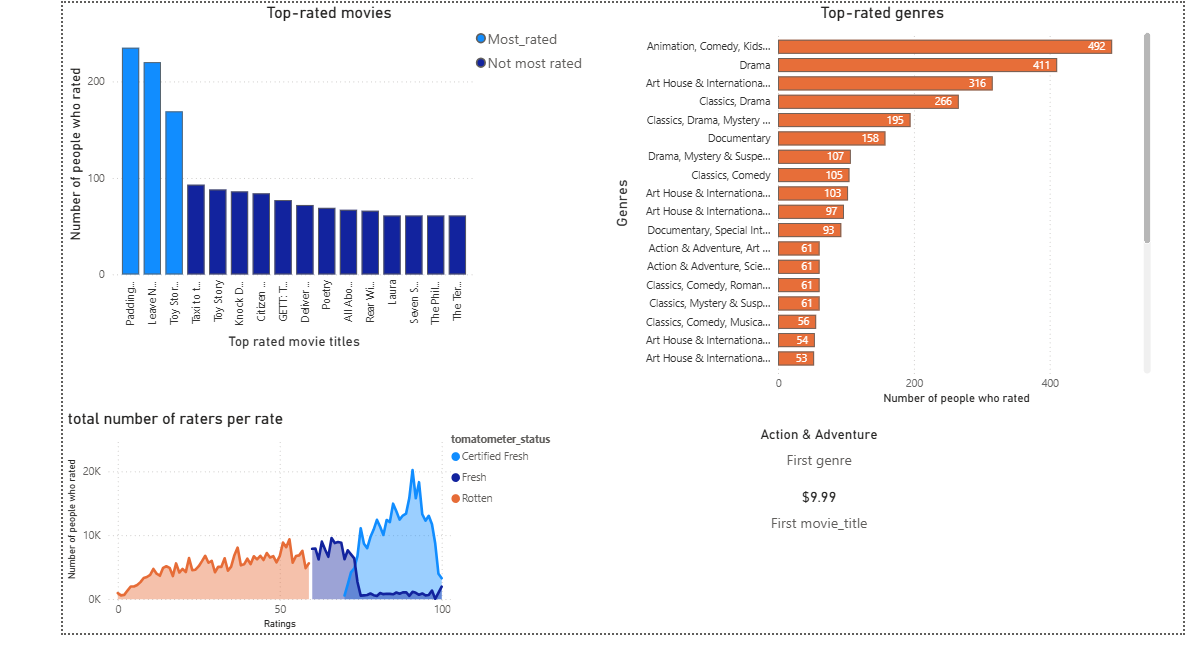 Top-rated movies
Most_rated
Not most rated
Number of people who rated
200
100
0
Padding...
Leave N...
Toy Stor...
Taxi to t...
Toy Story
Knock D...
Citizen ...
GETT: T...
Deliver ...
Poetry
All Abo...
Rear Wi...
Laura
Seven S...
The Phil...
The Ter...
Top rated movie titles
Top-rated genres
Genres
Animation, Comedy, Kids... 492
Drama 411
Art House & Internationa... 316
Classics, Drama 266
Classics, Drama, Mystery ... 195
Documentary 158
Drama, Mystery & Suspe... 107
Classics, Comedy 105
Art House & Internationa... 103
Art House & Internationa... 97
Documentary, Special Int... 93
Action & Adventure, Art ... 61
Action & Adventure, Scie... 61
Classics, Comedy, Roman... 61
Classics, Mystery & Susp... 61
Classics, Comedy, Musica... 56
Art House & Internationa... 54
Art House & Internationa... 53
0 200 400
Number of people who rated
total number of raters per rate
tomatometer_status
Certified Fresh
Fresh
Rotten
Number of people who rated
20K
10K
0K
0 50 100
Ratings
Action & Adventure
First genre
$9.99
First movie_title